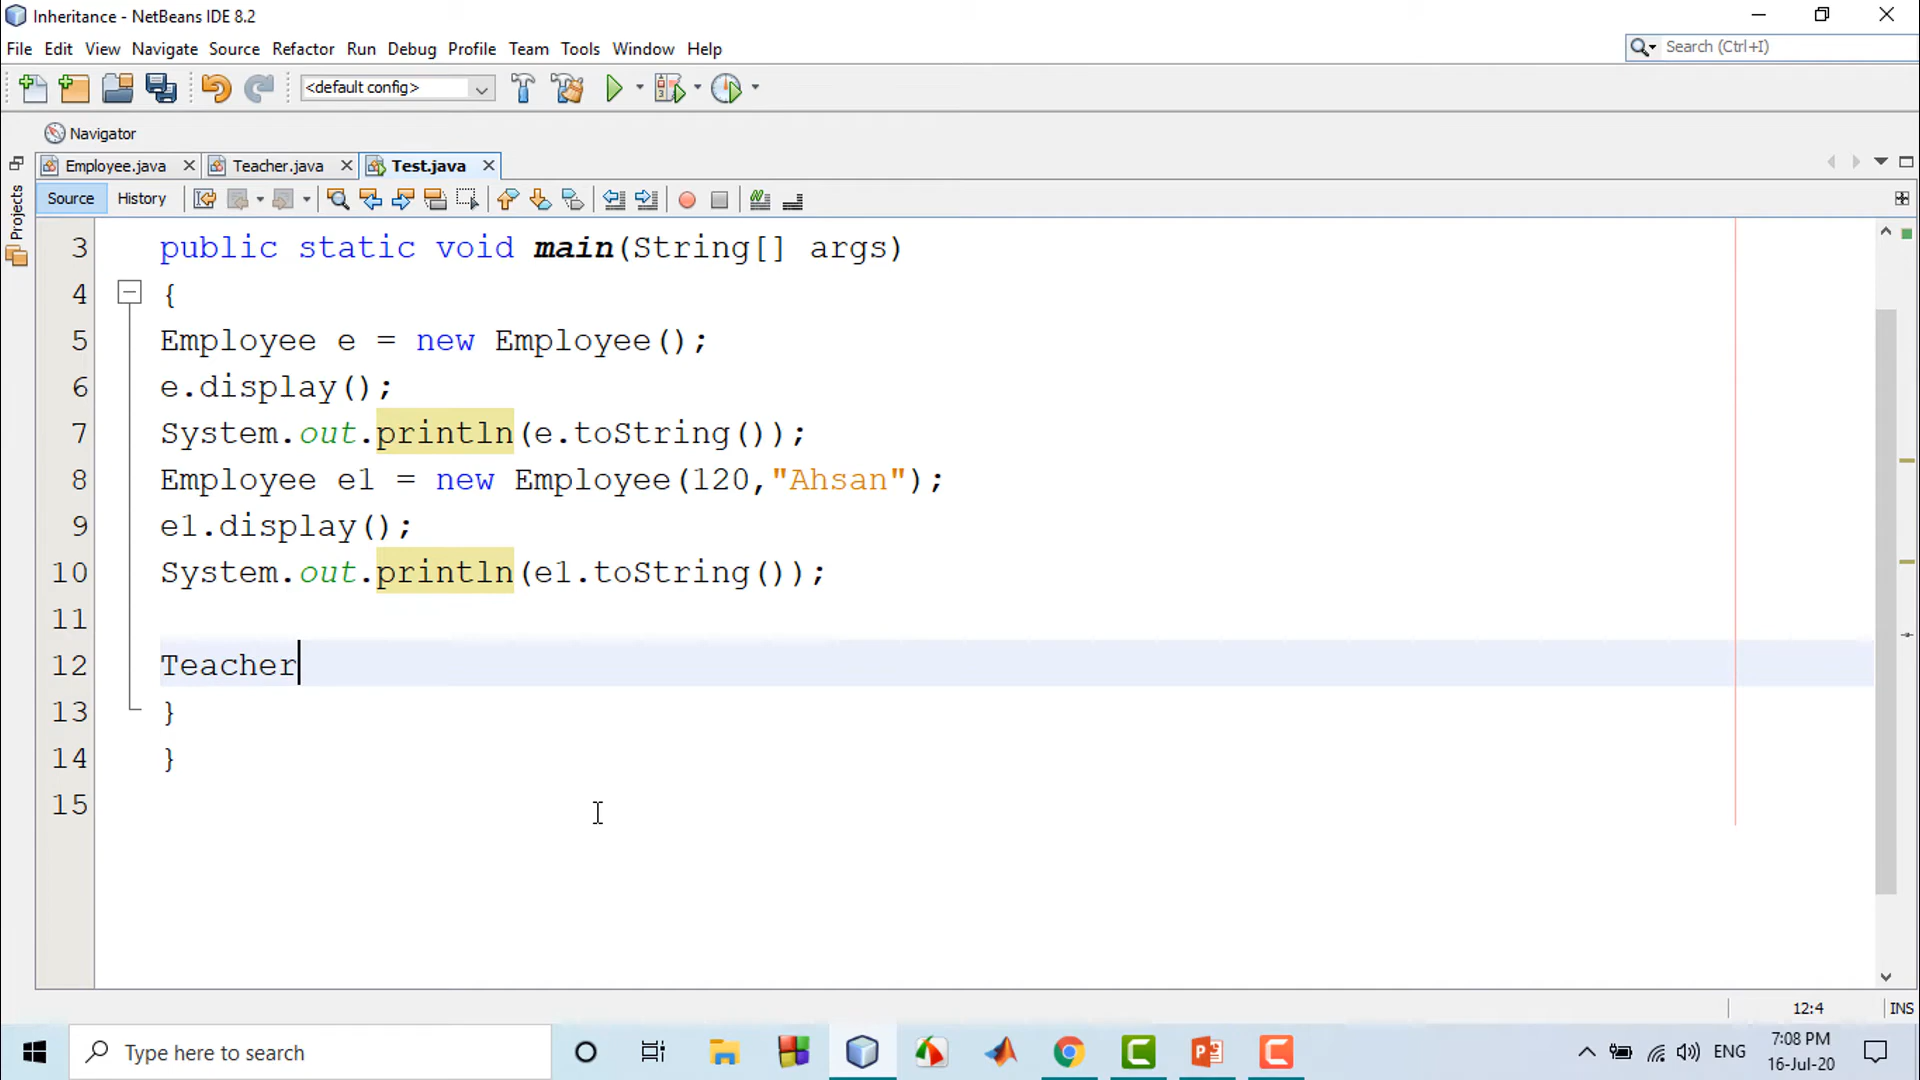 Inheritance - NetBeans IDE 8.2
File Edit View Navigate Source Refactor Run Debug Profile Team Tools Window Help
Search (Ctrl+I)
<default config>
Navigator
Employee.java Teacher.java Test.java
Projects
Source History
3 public static void main(String[] args)
4 {
5 Employee e = new Employee();
6 e.display();
7 System.out.println(e.toString());
8 Employee e1 = new Employee(120,"Ahsan");
9 e1.display();
10 System.out.println(e1.toString());
11
12 Teacher
13 }
14 }
15
12:4 INS
Type here to search
ENG
7:08 PM
16-Jul-20